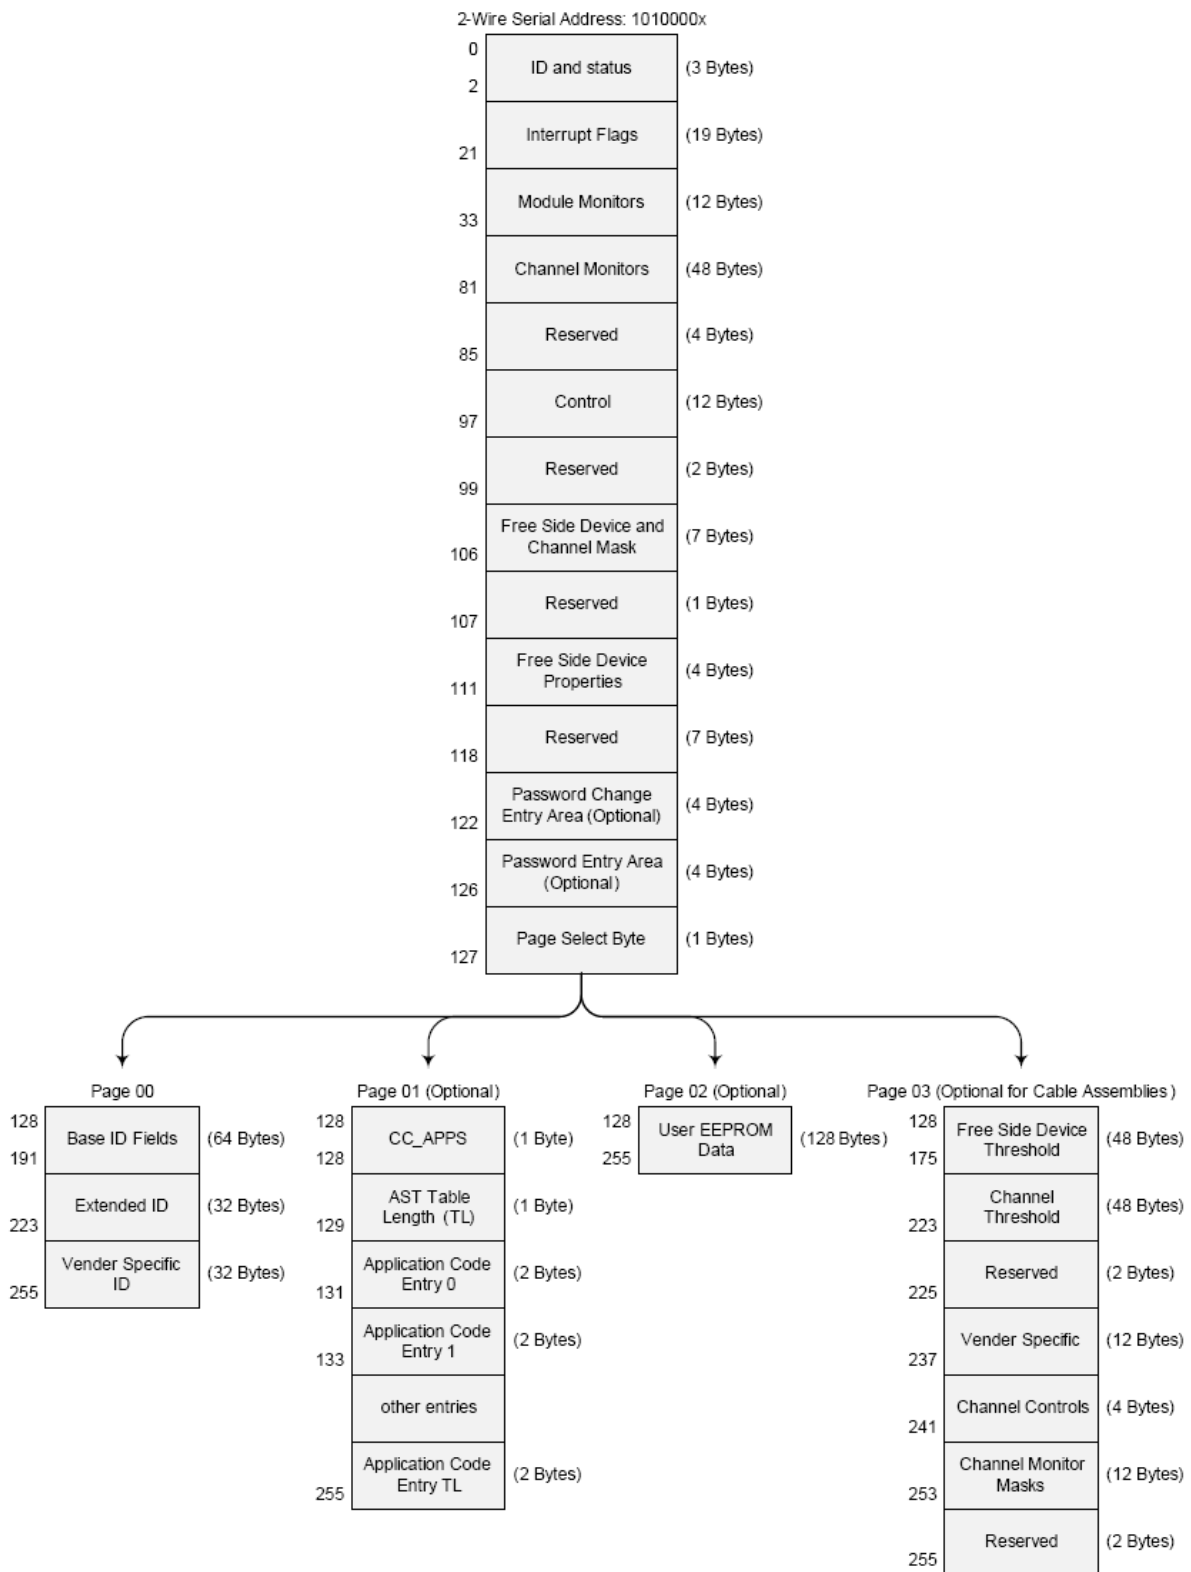 2-Wire Serial Address: 1010000x
0
ID and status (3 Bytes)
2
Interrupt Flags (19 Bytes)
21
Module Monitors (12 Bytes)
33
Channel Monitors (48 Bytes)
81
Reserved (4 Bytes)
85
Control (12 Bytes)
97
Reserved (2 Bytes)
99
Free Side Device and
Channel Mask
(7 Bytes)
106
Reserved (1 Bytes)
107
Free Side Device
Properties
(4 Bytes)
111
Reserved (7 Bytes)
118
Password Change
Entry Area (Optional)
(4 Bytes)
122
Password Entry Area
(Optional)
(4 Bytes)
126
Page Select Byte (1 Bytes)
127
Page 00
128
Base ID Fields (64 Bytes)
191
Extended ID (32 Bytes)
223
Vender Specific
ID
(32 Bytes)
255
Page 01 (Optional)
128
CC_APPS (1 Byte)
128
AST Table
Length (TL)
(1 Byte)
129
Application Code
Entry 0
(2 Bytes)
131
Application Code
Entry 1
(2 Bytes)
133
other entries
Application Code
Entry TL
(2 Bytes)
255
Page 02 (Optional)
128
User EEPROM
Data
(128 Bytes)
255
Page 03 (Optional for Cable Assemblies)
128
Free Side Device
Threshold
(48 Bytes)
175
Channel
Threshold
(48 Bytes)
223
Reserved (2 Bytes)
225
Vender Specific (12 Bytes)
237
Channel Controls (4 Bytes)
241
Channel Monitor
Masks
(12 Bytes)
253
Reserved (2 Bytes)
255